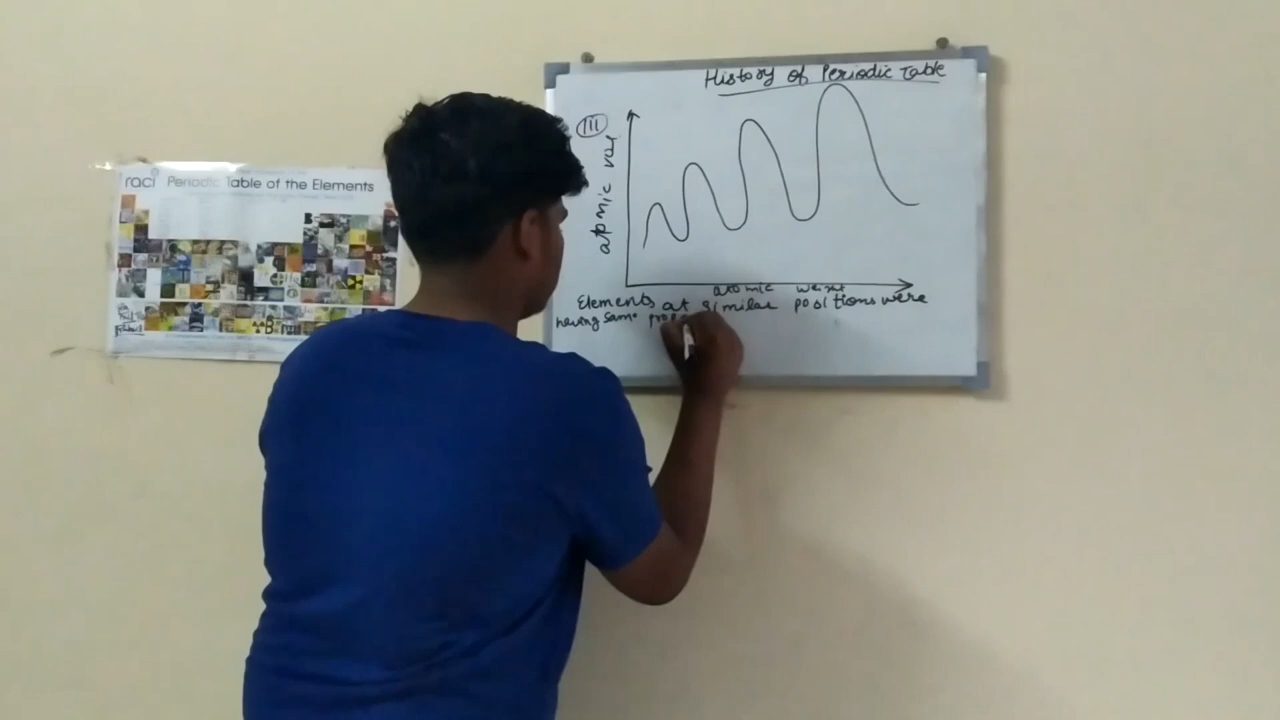 History of Periodic Table
III
atomic
atomic weight
Elements at similar positions were
having same prope
raci Periodic Table of the Elements